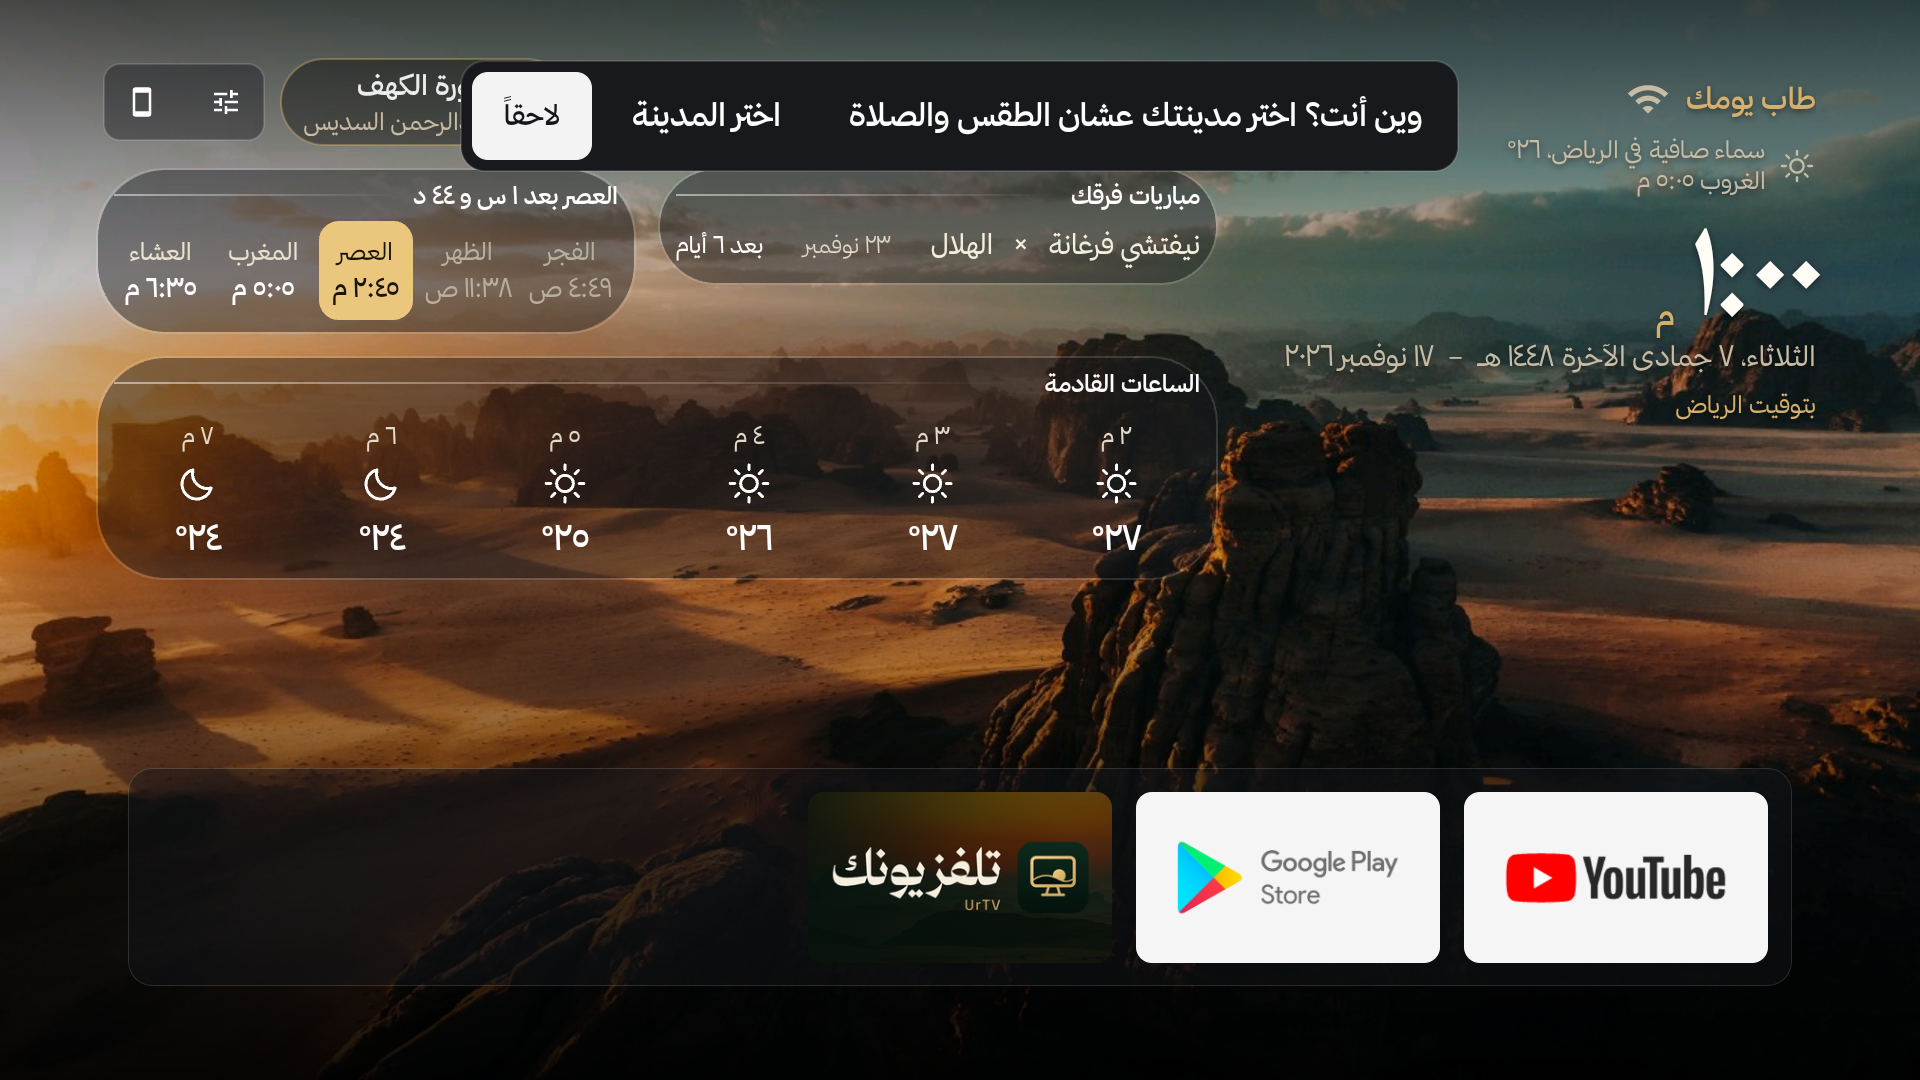 طاب يومك
سماء صافية في الرياض، ٢٦°
الغروب ٥:٠٥ م
١:٠٠ م
الثلاثاء، ٧ جمادى الآخرة ١٤٤٨ هـ – ١٧ نوفمبر ٢٠٢٦
بتوقيت الرياض
وين أنت؟ اختر مدينتك عشان الطقس والصلاة
اختر المدينة
لاحقاً
الكهف
السديس
مباريات فرقك
نيفتشي فرغانة × الهلال ٢٣ نوفمبر بعد ٦ أيام
العصر بعد ١ س و ٤٤ د
الفجر الظهر العصر المغرب العشاء
٤:٤٩ ص ١١:٣٨ ص ٢:٤٥ م ٥:٠٥ م ٦:٣٥ م
الساعات القادمة
٢ م ٣ م ٤ م ٥ م ٦ م ٧ م
٢٧° ٢٧° ٢٦° ٢٥° ٢٤° ٢٤°
YouTube
Google Play
Store
تلفزيونك
UrTV